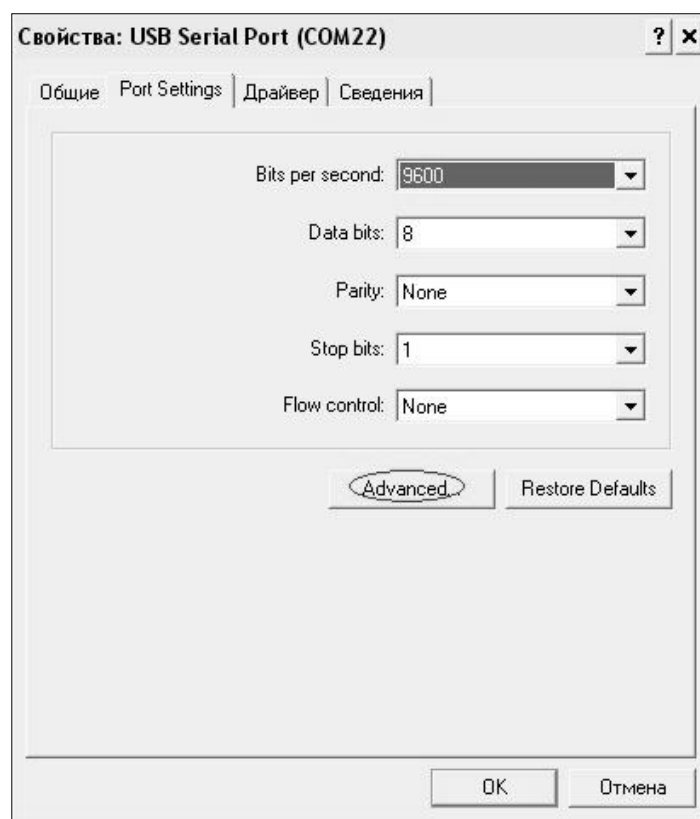 Свойства: USB Serial Port (COM22)
? ×
Общие Port Settings Драйвер Сведения
Bits per second: 9600
Data bits: 8
Parity: None
Stop bits: 1
Flow control: None
Advanced... Restore Defaults
OK Отмена